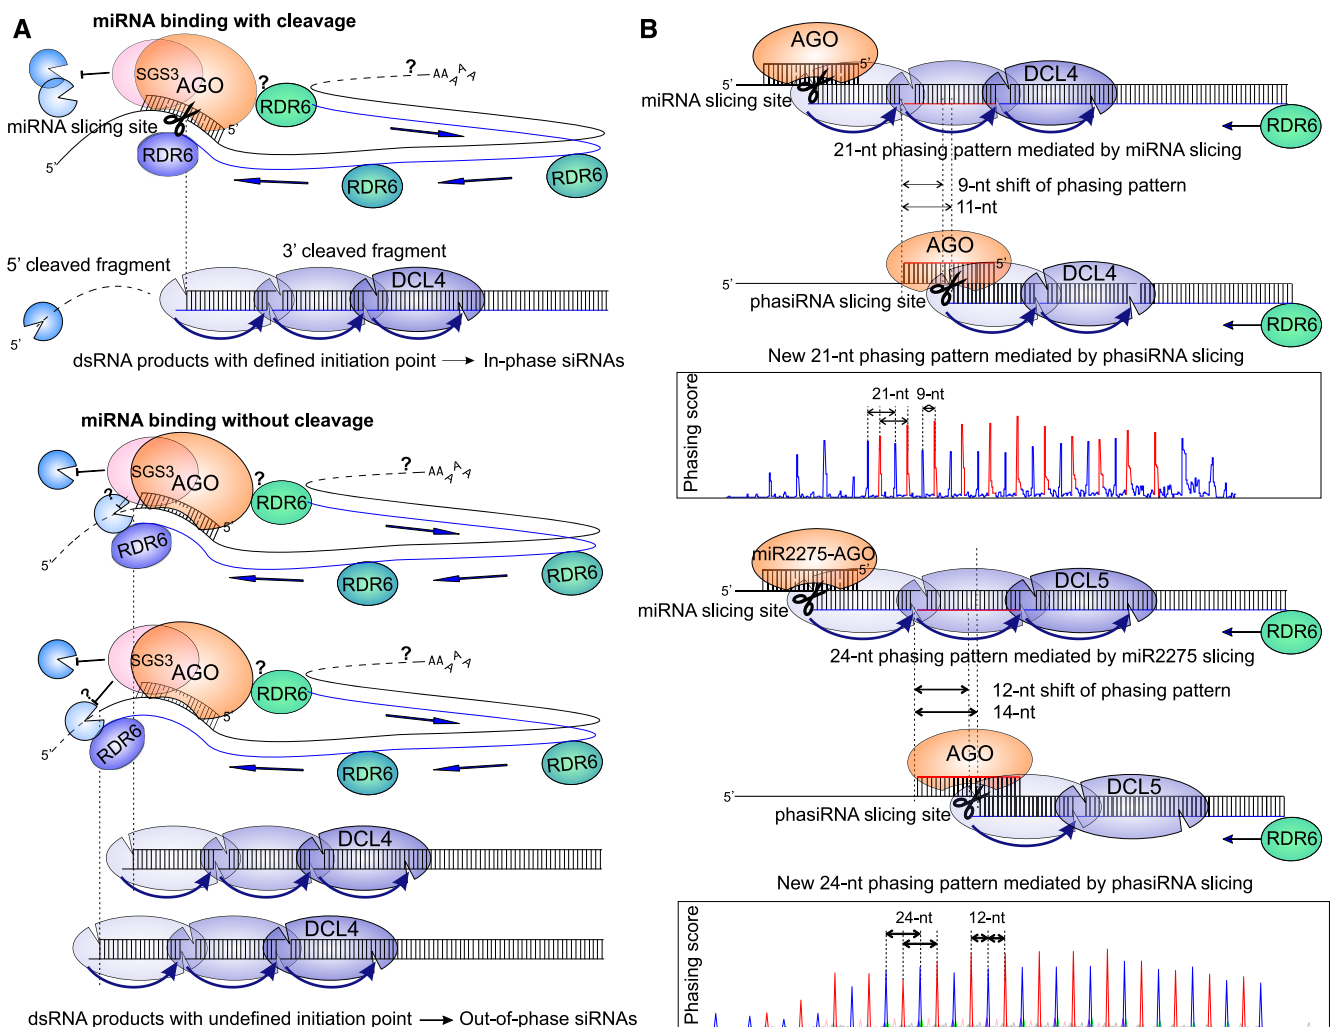 A
miRNA binding with cleavage
SGS3
AGO
?
RDR6
?
AA
A
A
A
miRNA slicing site
5'
5'
RDR6
RDR6
RDR6
5' cleaved fragment
3' cleaved fragment
DCL4
5'
dsRNA products with defined initiation point
In-phase siRNAs
miRNA binding without cleavage
SGS3
AGO
?
RDR6
?
AA
A
A
A
?
5'
RDR6
5'
RDR6
RDR6
SGS3
AGO
?
RDR6
?
AA
A
A
A
?
5'
RDR6
5'
RDR6
RDR6
DCL4
DCL4
dsRNA products with undefined initiation point
Out-of-phase siRNAs
B
AGO
5'
5'
DCL4
miRNA slicing site
RDR6
21-nt phasing pattern mediated by miRNA slicing
9-nt shift of phasing pattern
11-nt
AGO
5'
5'
DCL4
phasiRNA slicing site
RDR6
New 21-nt phasing pattern mediated by phasiRNA slicing
Phasing score
21-nt
9-nt
miR2275-AGO
5'
5'
DCL5
miRNA slicing site
RDR6
24-nt phasing pattern mediated by miR2275 slicing
12-nt shift of phasing pattern
14-nt
AGO
5'
5'
DCL5
phasiRNA slicing site
RDR6
New 24-nt phasing pattern mediated by phasiRNA slicing
Phasing score
24-nt
12-nt